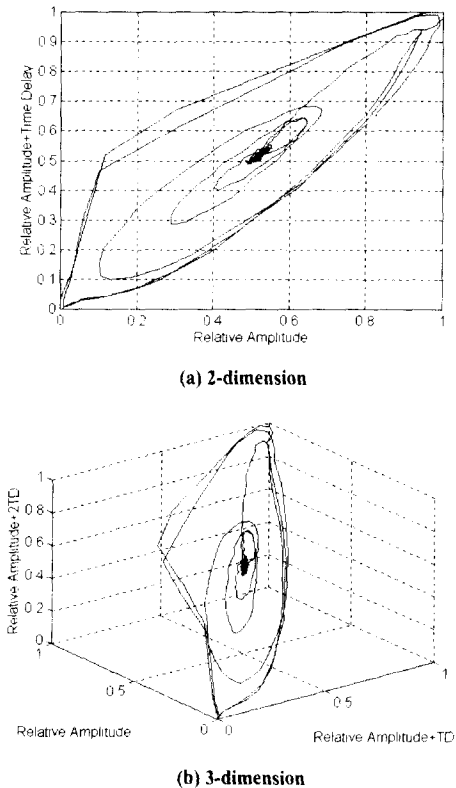 1
0.9
0.8
0.7
0.6
0.5
0.4
0.3
0.2
0.1
0
Relative Amplitude+Time Delay
0 0.2 0.4 0.6 0.8 1
Relative Amplitude
(a) 2-dimension
1
0.8
0.6
0.4
0.2
0
Relative Amplitude+2TD
1 0.5 0
0 0.5 1
Relative Amplitude
Relative Amplitude+TD
(b) 3-dimension